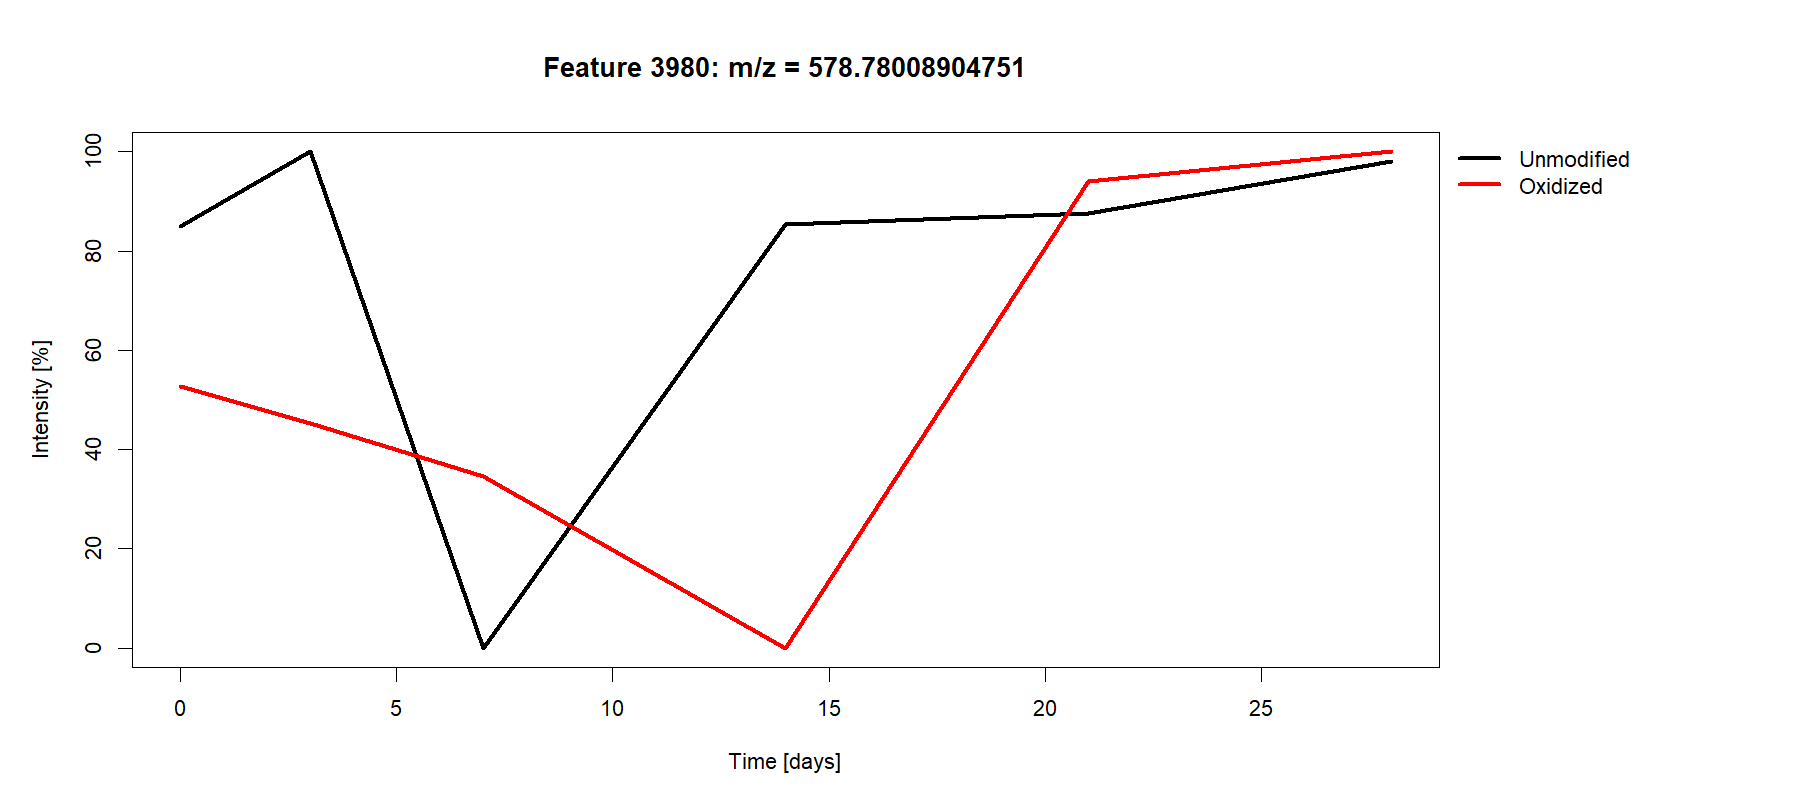 Feature 3980: m/z = 578.78008904751
Unmodified
Oxidized
Intensity [%]
100
80
60
40
20
0
0 5 10 15 20 25
Time [days]